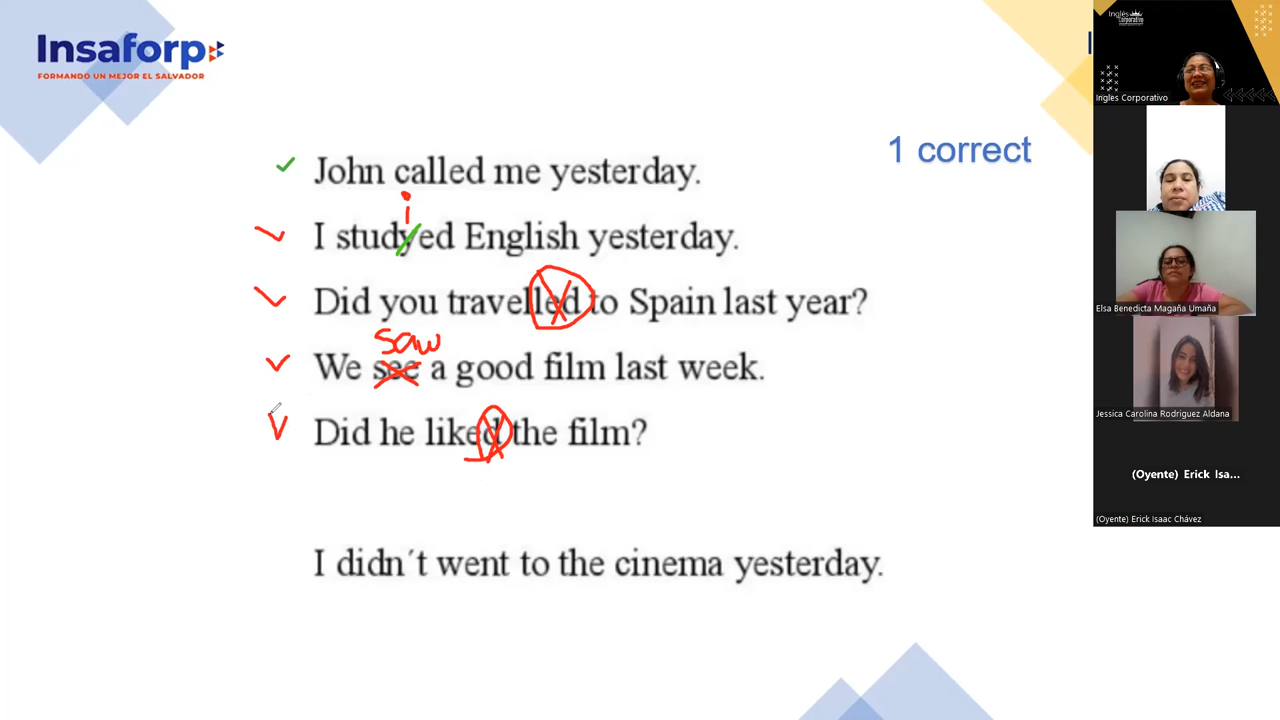 Insaforp
FORMANDO UN MEJOR EL SALVADOR
1 correct
John called me yesterday.
i
I studyed English yesterday.
Did you travelled to Spain last year?
saw
We see a good film last week.
Did he liked the film?
I didn´t went to the cinema yesterday.
Inglés
Corporativo
Ingles Corporativo
Elsa Benedicta Magaña Umaña
Jessica Carolina Rodriguez Aldana
(Oyente) Erick Isa...
(Oyente) Erick Isaac Chávez